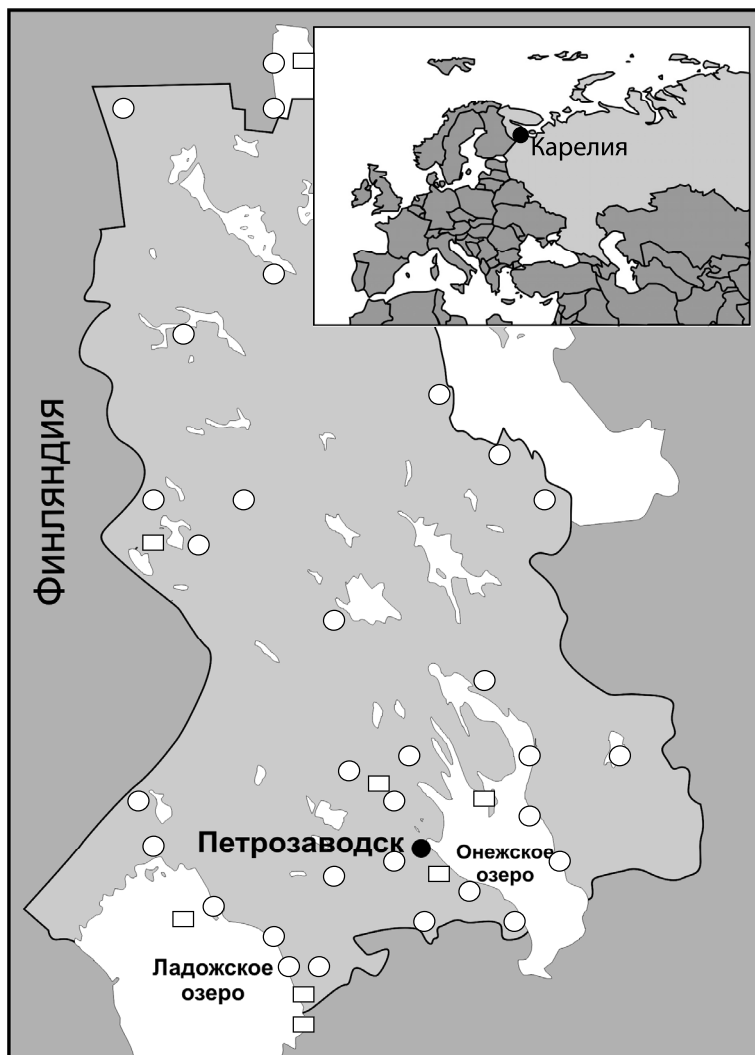 Карелия
ФИНЛЯНДИЯ
Петрозаводск
Онежское
озеро
Ладожское
озеро